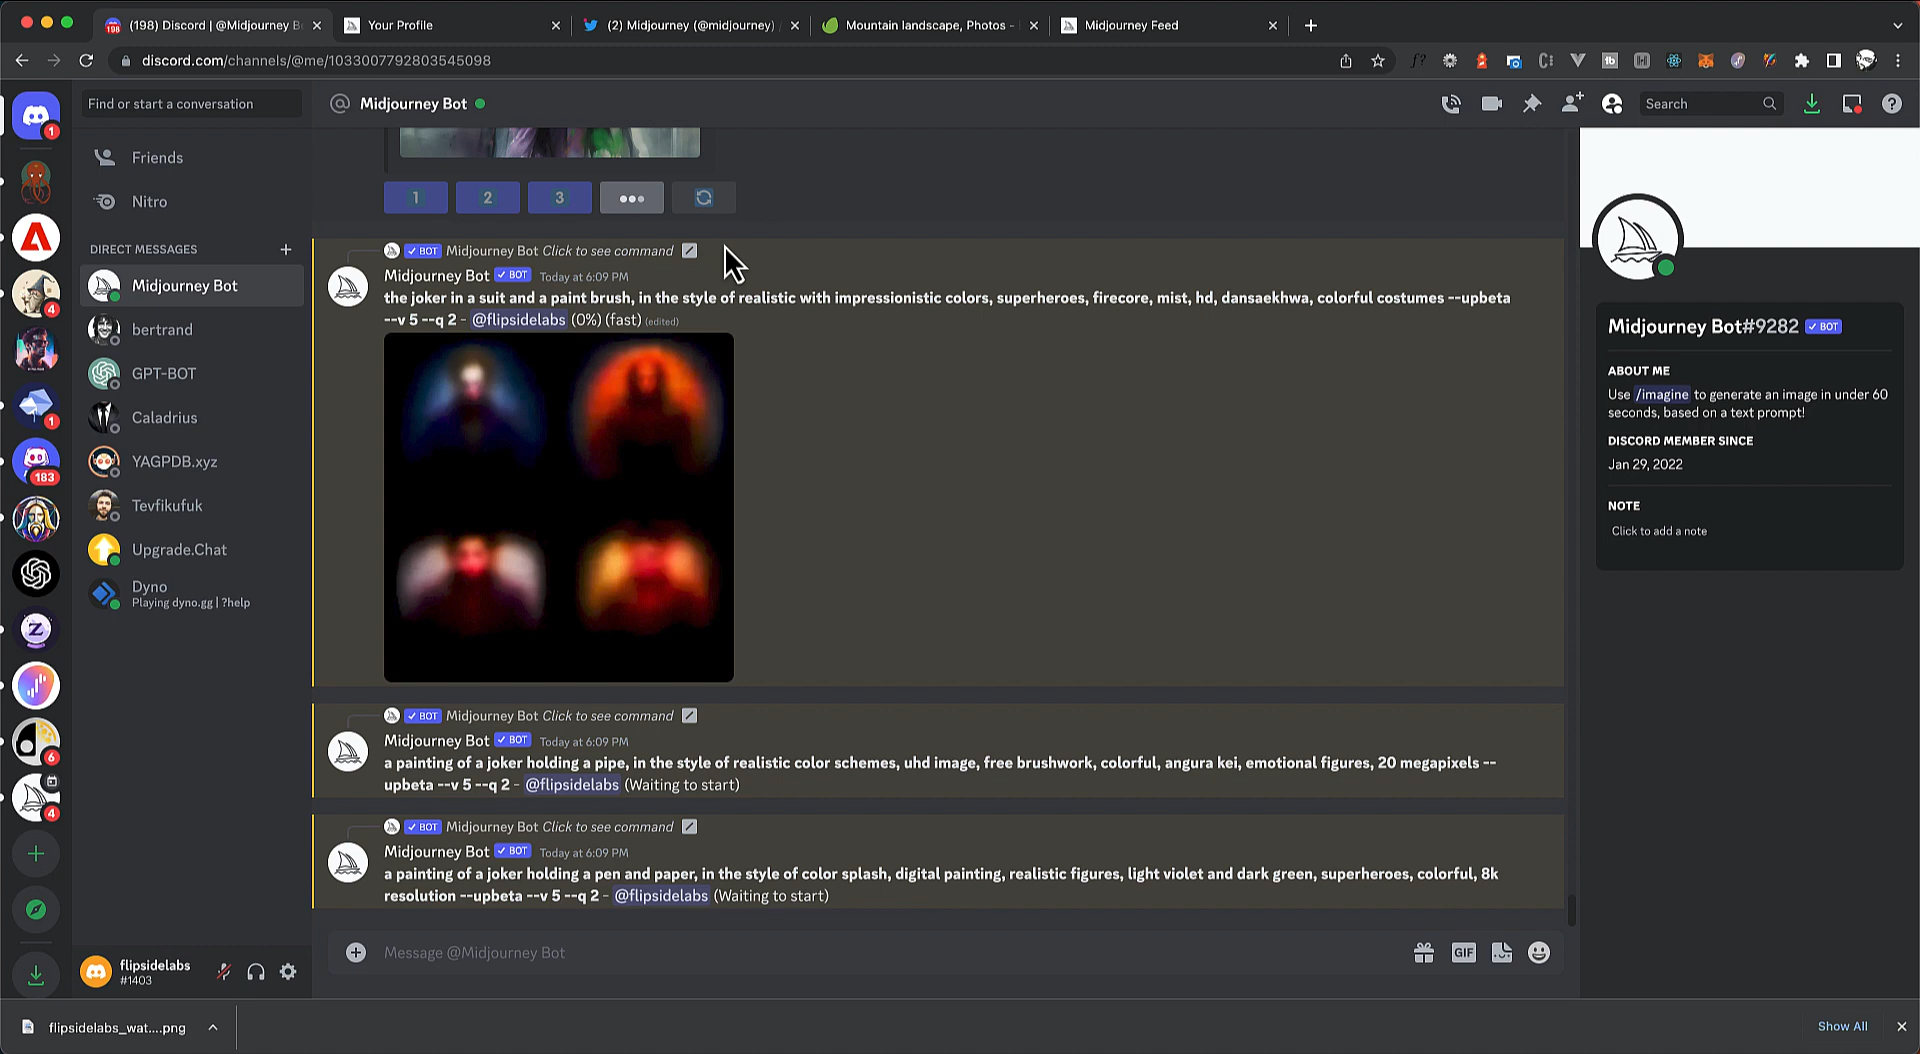 (198) Discord | @Midjourney B
Your Profile
(2) Midjourney (@midjourney)
Mountain landscape, Photos -
Midjourney Feed
discord.com/channels/@me/1033007792803545098
Find or start a conversation
Midjourney Bot
Search
Friends
Nitro
DIRECT MESSAGES
Midjourney Bot
bertrand
GPT-BOT
Caladrius
YAGPDB.xyz
Tevfikufuk
Upgrade.Chat
Dyno
Playing dyno.gg | ?help
flipsidelabs
#1403
1
4
1
183
6
4
1 2 3
BOT Midjourney Bot Click to see command
Midjourney Bot BOT Today at 6:09 PM
the joker in a suit and a paint brush, in the style of realistic with impressionistic colors, superheroes, firecore, mist, hd, dansaekhwa, colorful costumes --upbeta
--v 5 --q 2 - @flipsidelabs (0%) (fast) (edited)
BOT Midjourney Bot Click to see command
Midjourney Bot BOT Today at 6:09 PM
a painting of a joker holding a pipe, in the style of realistic color schemes, uhd image, free brushwork, colorful, angura kei, emotional figures, 20 megapixels --
upbeta --v 5 --q 2 - @flipsidelabs (Waiting to start)
BOT Midjourney Bot Click to see command
Midjourney Bot BOT Today at 6:09 PM
a painting of a joker holding a pen and paper, in the style of color splash, digital painting, realistic figures, light violet and dark green, superheroes, colorful, 8k
resolution --upbeta --v 5 --q 2 - @flipsidelabs (Waiting to start)
Message @Midjourney Bot
GIF
Midjourney Bot#9282 BOT
ABOUT ME
Use /imagine to generate an image in under 60
seconds, based on a text prompt!
DISCORD MEMBER SINCE
Jan 29, 2022
NOTE
Click to add a note
flipsidelabs_wat....png
Show All